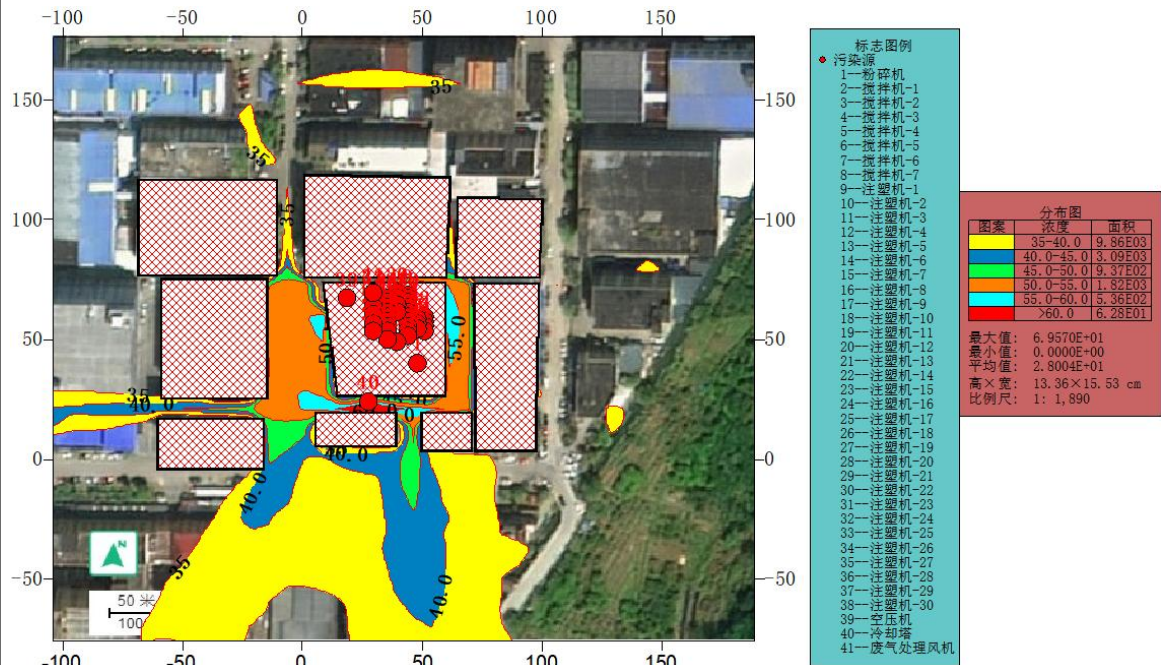 -100 -50 0 50 100 150
150
100
50
0
-50
150
100
50
0
-50
-100 -50 0 50 100 150
35
35
35
39
50
55.0
40
35
40.0
40.0
40.0
35
40.0
N
50 米
100
标志图例
污染源
1--粉碎机
2--搅拌机-1
3--搅拌机-2
4--搅拌机-3
5--搅拌机-4
6--搅拌机-5
7--搅拌机-6
8--搅拌机-7
9--注塑机-1
10--注塑机-2
11--注塑机-3
12--注塑机-4
13--注塑机-5
14--注塑机-6
15--注塑机-7
16--注塑机-8
17--注塑机-9
18--注塑机-10
19--注塑机-11
20--注塑机-12
21--注塑机-13
22--注塑机-14
23--注塑机-15
24--注塑机-16
25--注塑机-17
26--注塑机-18
27--注塑机-19
28--注塑机-20
29--注塑机-21
30--注塑机-22
31--注塑机-23
32--注塑机-24
33--注塑机-25
34--注塑机-26
35--注塑机-27
36--注塑机-28
37--注塑机-29
38--注塑机-30
39--空压机
40--冷却塔
41--废气处理风机
分布图
图案 浓度 面积
35-40.0 9.86E03
40.0-45.0 3.09E03
45.0-50.0 9.37E02
50.0-55.0 1.82E03
55.0-60.0 5.36E02
>60.0 6.28E01
最大值: 6.9570E+01
最小值: 0.0000E+00
平均值: 2.8004E+01
高×宽: 13.36×15.53 cm
比例尺: 1: 1,890